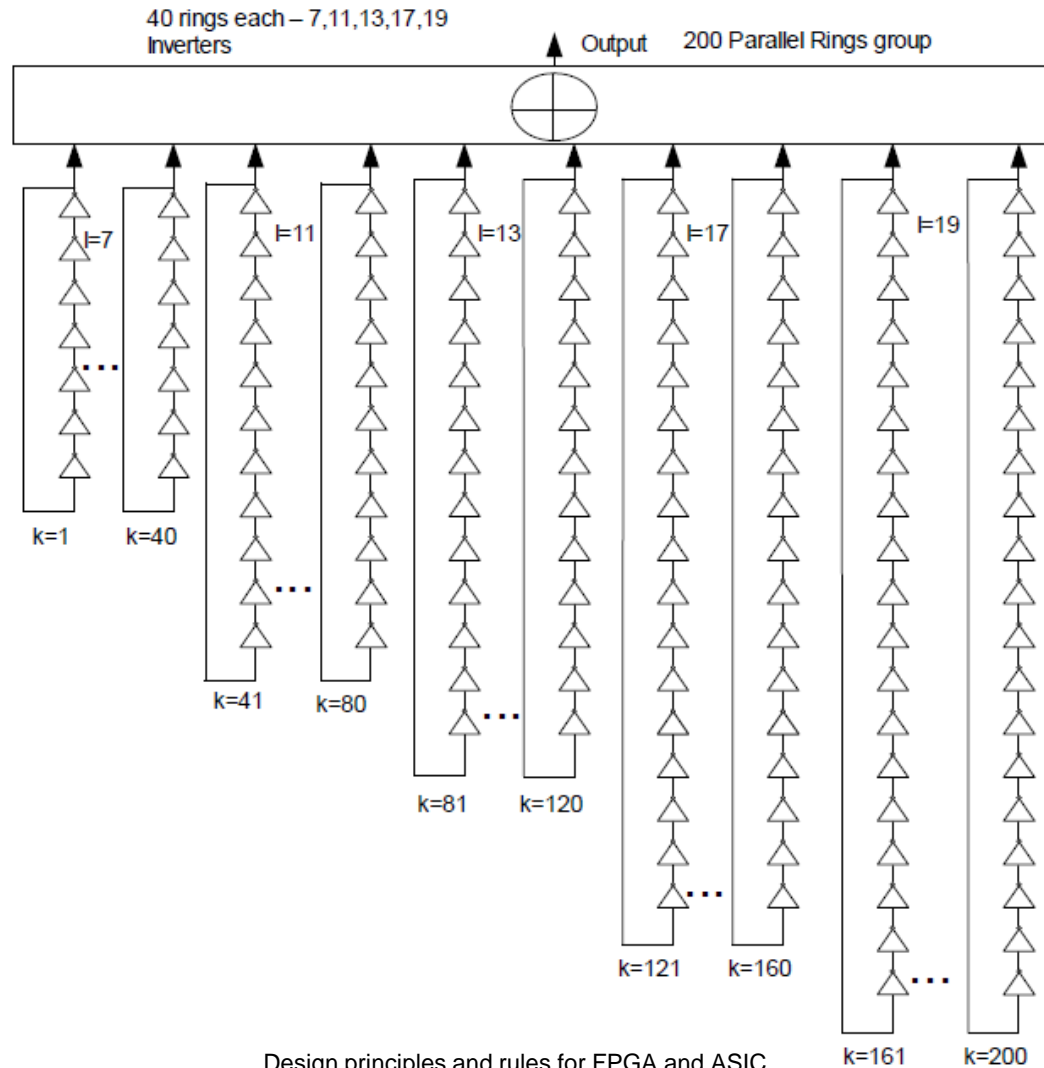 40 rings each – 7,11,13,17,19
Inverters
Output
200 Parallel Rings group
l=7
l=11
l=13
l=17
l=19
...
...
...
...
...
k=1
k=40
k=41
k=80
k=81
k=120
k=121
k=160
k=161
k=200
Design principles and rules for FPGA and ASIC